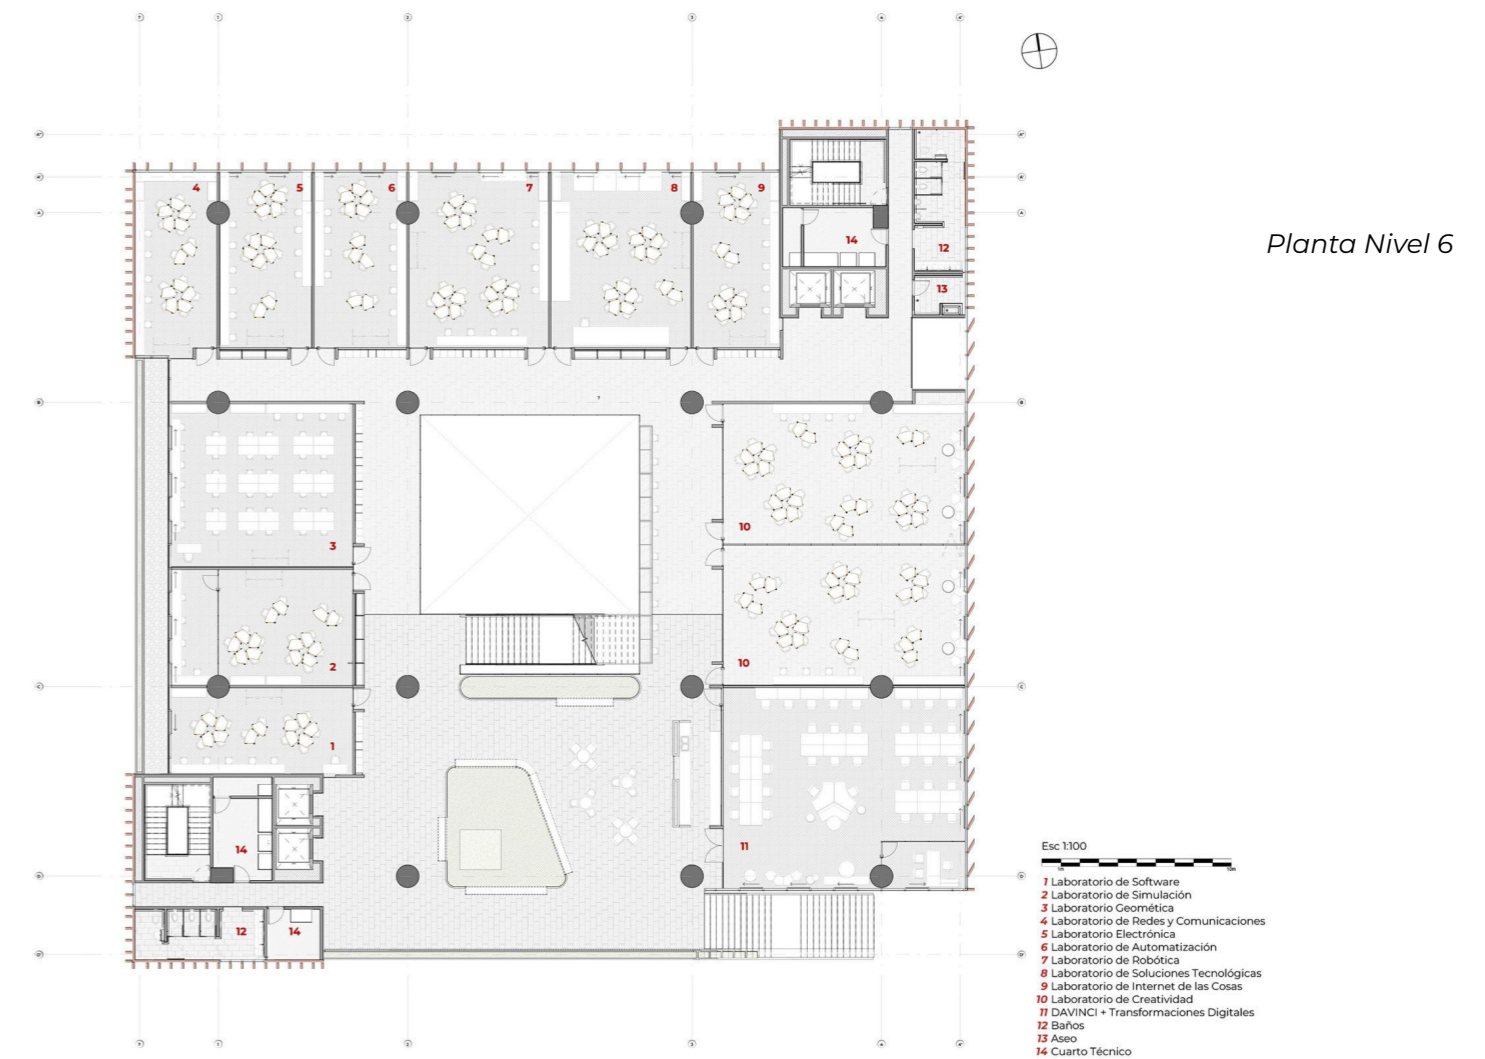 Planta Nivel 6
4
5
6
7
8
9
14
12
13
10
3
2
10
1
11
14
12
14
Esc 1:100
1m
10m
1 Laboratorio de Software
2 Laboratorio de Simulación
3 Laboratorio Geomética
4 Laboratorio de Redes y Comunicaciones
5 Laboratorio Electrónica
6 Laboratorio de Automatización
7 Laboratorio de Robótica
8 Laboratorio de Soluciones Tecnológicas
9 Laboratorio de Internet de las Cosas
10 Laboratorio de Creatividad
11 DAVINCI + Transformaciones Digitales
12 Baños
13 Aseo
14 Cuarto Técnico